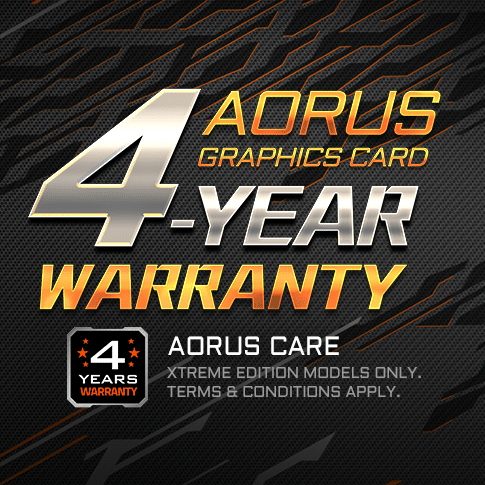 4
AORUS
GRAPHICS CARD
-YEAR
WARRANTY
4
YEARS
WARRANTY
AORUS CARE
XTREME EDITION MODELS ONLY.
TERMS & CONDITIONS APPLY.